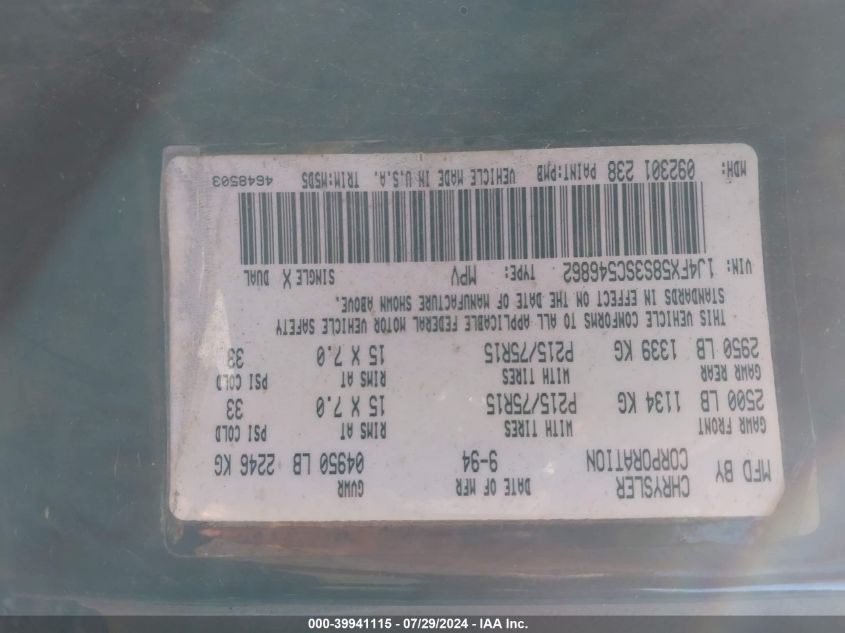 MFD BY CHRYSLER CORPORATION DATE OF MFR 9-94 GVWR 04950 LB 2246 KG
GAWR FRONT WITH TIRES RIMS AT PSI COLD
2500 LB 1134 KG P215/75R15 15 X 7.0 33
GAWR REAR WITH TIRES RIMS AT PSI COLD
2950 LB 1339 KG P215/75R15 15 X 7.0 33
THIS VEHICLE CONFORMS TO ALL APPLICABLE FEDERAL MOTOR VEHICLE SAFETY
STANDARDS IN EFFECT ON THE DATE OF MANUFACTURE SHOWN ABOVE.
VIN: 1J4FX58S3SC546862 TYPE: MPV SINGLE X DUAL
MDH: 092301 238 PAINT:PMB VEHICLE MADE IN U.S.A. TRIM:M5D5 4648503
000-39941115 - 07/29/2024 - IAA Inc.